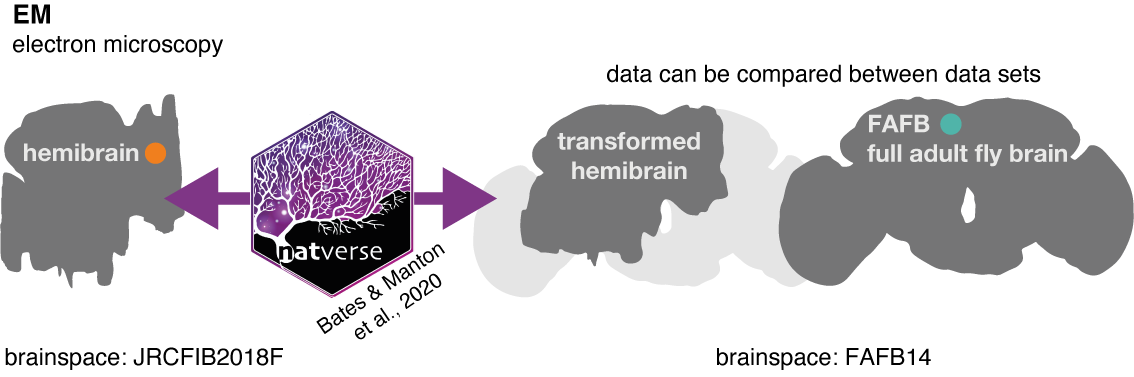 EM
electron microscopy
data can be compared between data sets
hemibrain
natverse
Bates & Manton
et al., 2020
transformed
hemibrain
FAFB
full adult fly brain
brainspace: JRCFIB2018F
brainspace: FAFB14